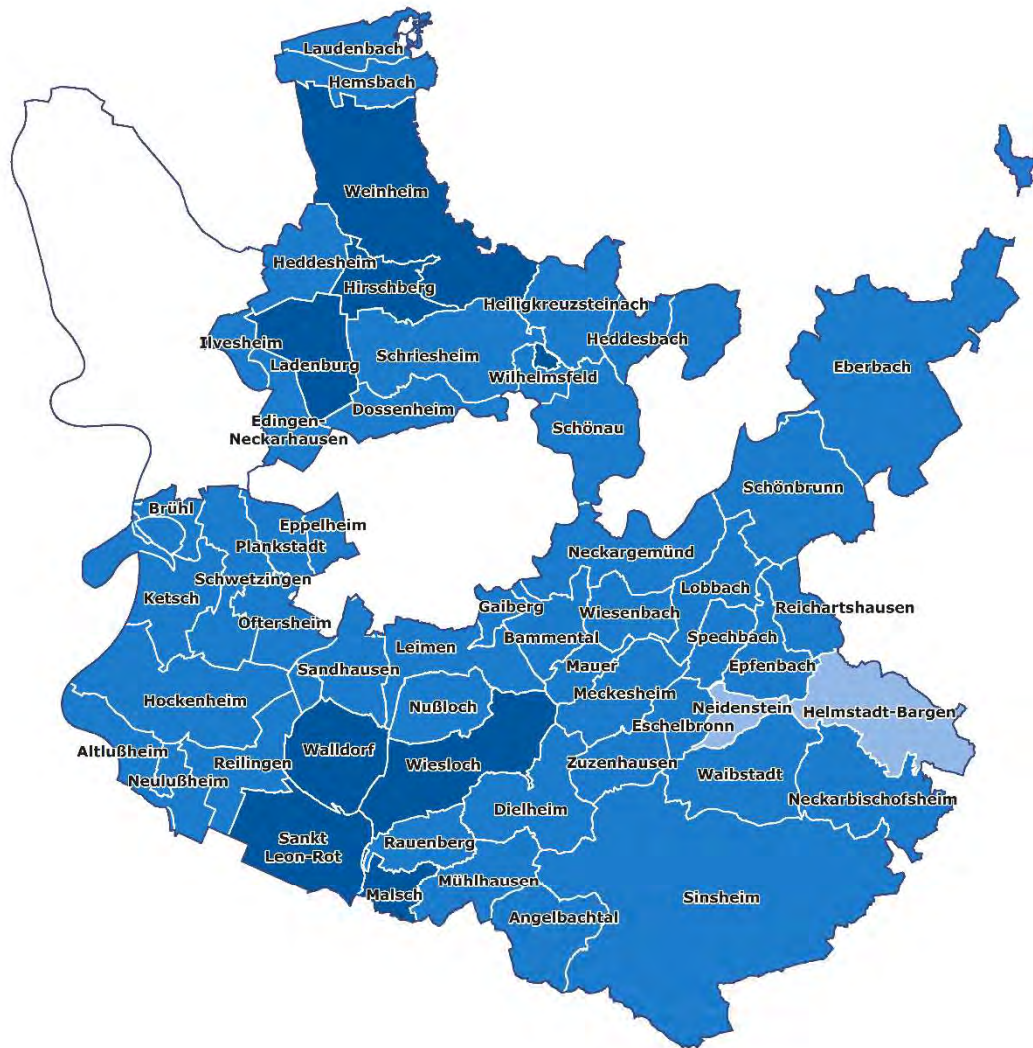 Laudenbach
Hemsbach
Weinheim
Heddesheim
Hirschberg
Heiligkreuzsteinach
Heddesbach
Ilvesheim
Ladenburg
Schriesheim
Wilhelmsfeld
Eberbach
Dossenheim
Edingen-
Neckarhausen
Schönau
Schönbrunn
Brühl
Eppelheim
Plankstadt
Neckargemünd
Schwetzingen
Lobbach
Ketsch
Gaiberg
Wiesenbach
Reichartshausen
Oftersheim
Bammental
Spechbach
Leimen
Sandhausen
Mauer
Epfenbach
Meckesheim
Hockenheim
Nußloch
Neidenstein
Helmstadt-Bargen
Eschelbronn
Altlußheim
Walldorf
Wiesloch
Reilingen
Zuzenhausen
Waibstadt
Neulußheim
Neckarbischofsheim
Dielheim
Sankt
Leon-Rot
Rauenberg
Mühlhausen
Malsch
Sinsheim
Angelbachtal